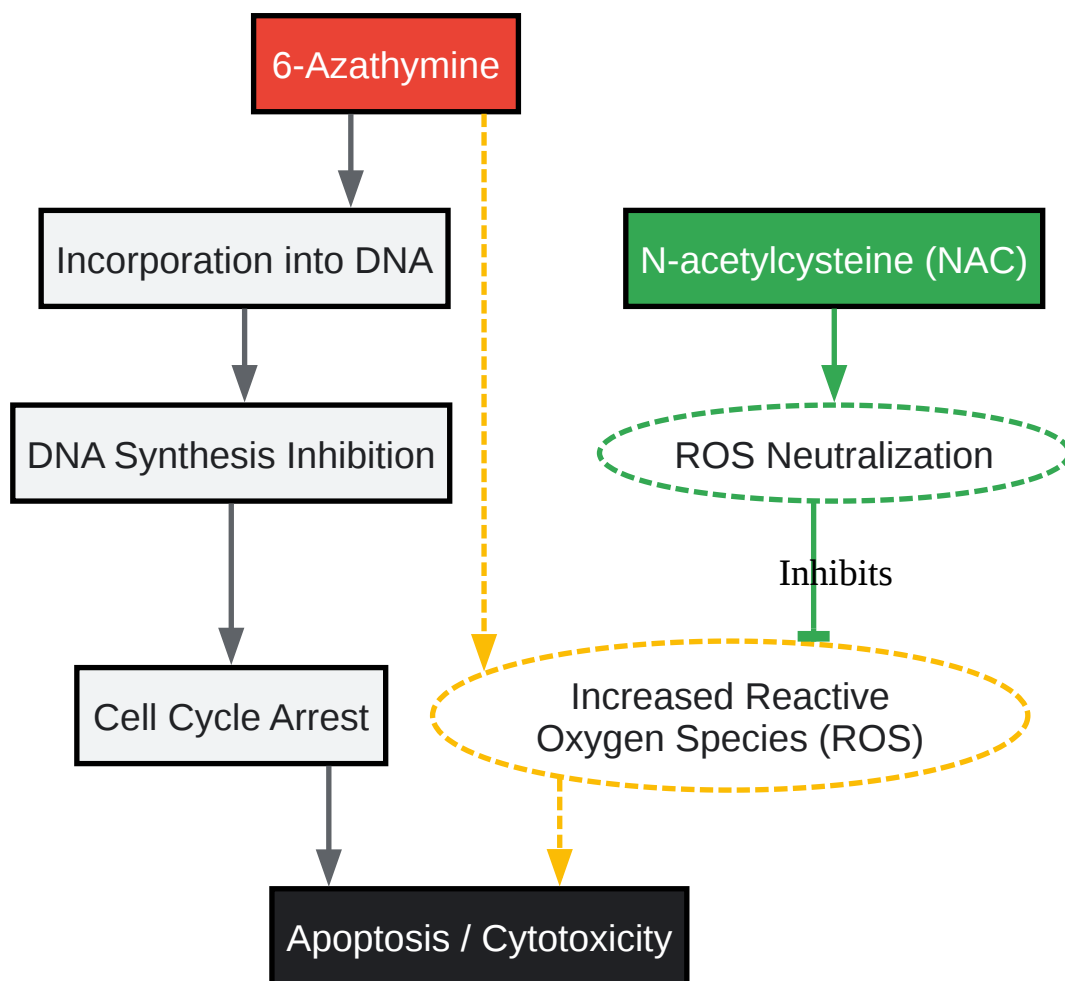 6-Azathymine
Incorporation into DNA
N-acetylcysteine (NAC)
DNA Synthesis Inhibition
ROS Neutralization
Inhibits
Cell Cycle Arrest
Increased Reactive
Oxygen Species (ROS)
Apoptosis / Cytotoxicity